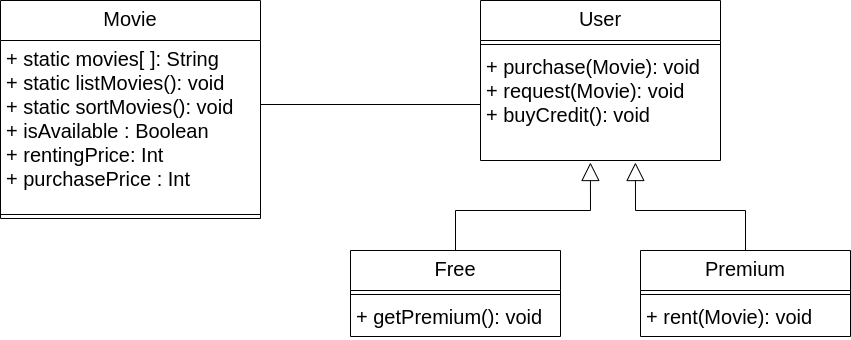 Movie
+ static movies[ ]: String
+ static listMovies(): void
+ static sortMovies(): void
+ isAvailable : Boolean
+ rentingPrice: Int
+ purchasePrice : Int
User
+ purchase(Movie): void
+ request(Movie): void
+ buyCredit(): void
Free
+ getPremium(): void
Premium
+ rent(Movie): void